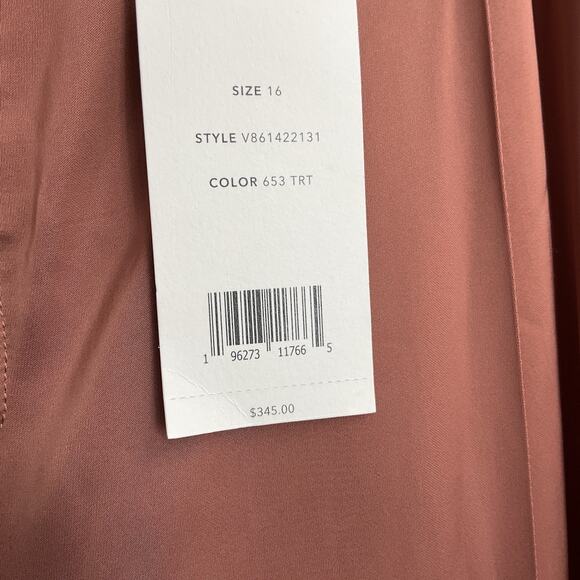 SIZE 16
STYLE V861422131
COLOR 653 TRT
1 96273 11766 5
$345.00